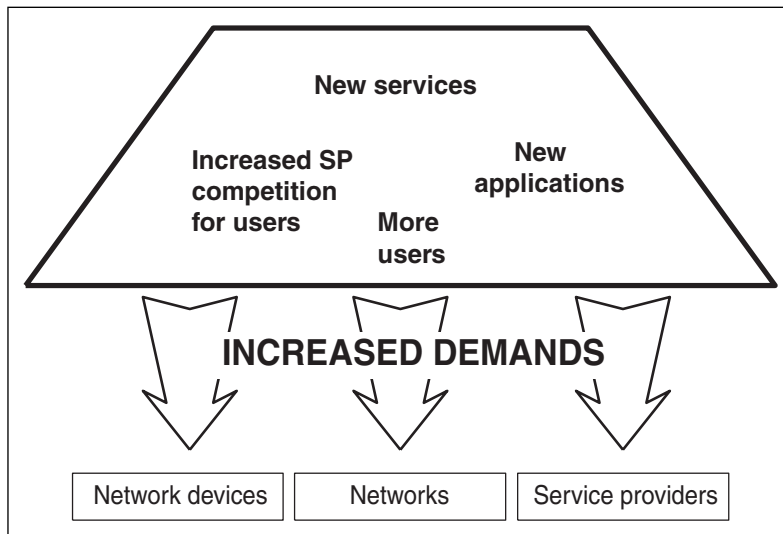 New services
Increased SP
competition
for users
New
applications
More
users
INCREASED DEMANDS
Network devices
Networks
Service providers